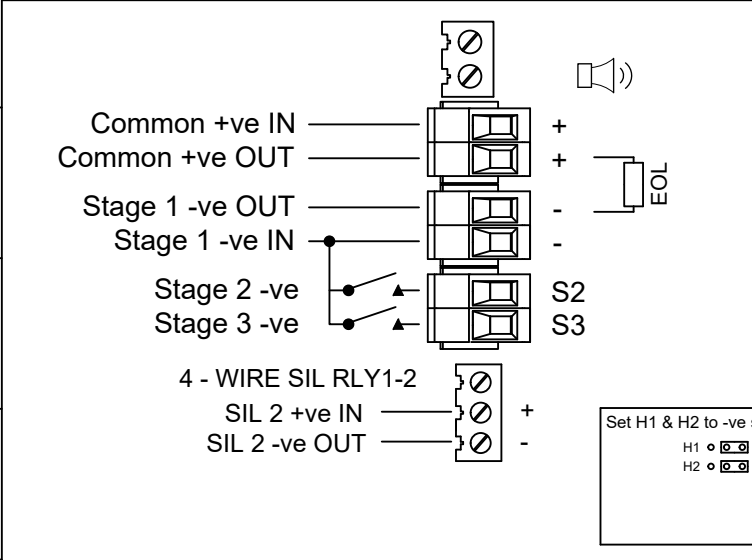 Common +ve IN +
Common +ve OUT +
EOL
Stage 1 -ve OUT -
Stage 1 -ve IN -
Stage 2 -ve S2
Stage 3 -ve S3
4 - WIRE SIL RLY1-2
SIL 2 +ve IN +
SIL 2 -ve OUT -
Set H1 & H2 to -ve
H1
H2